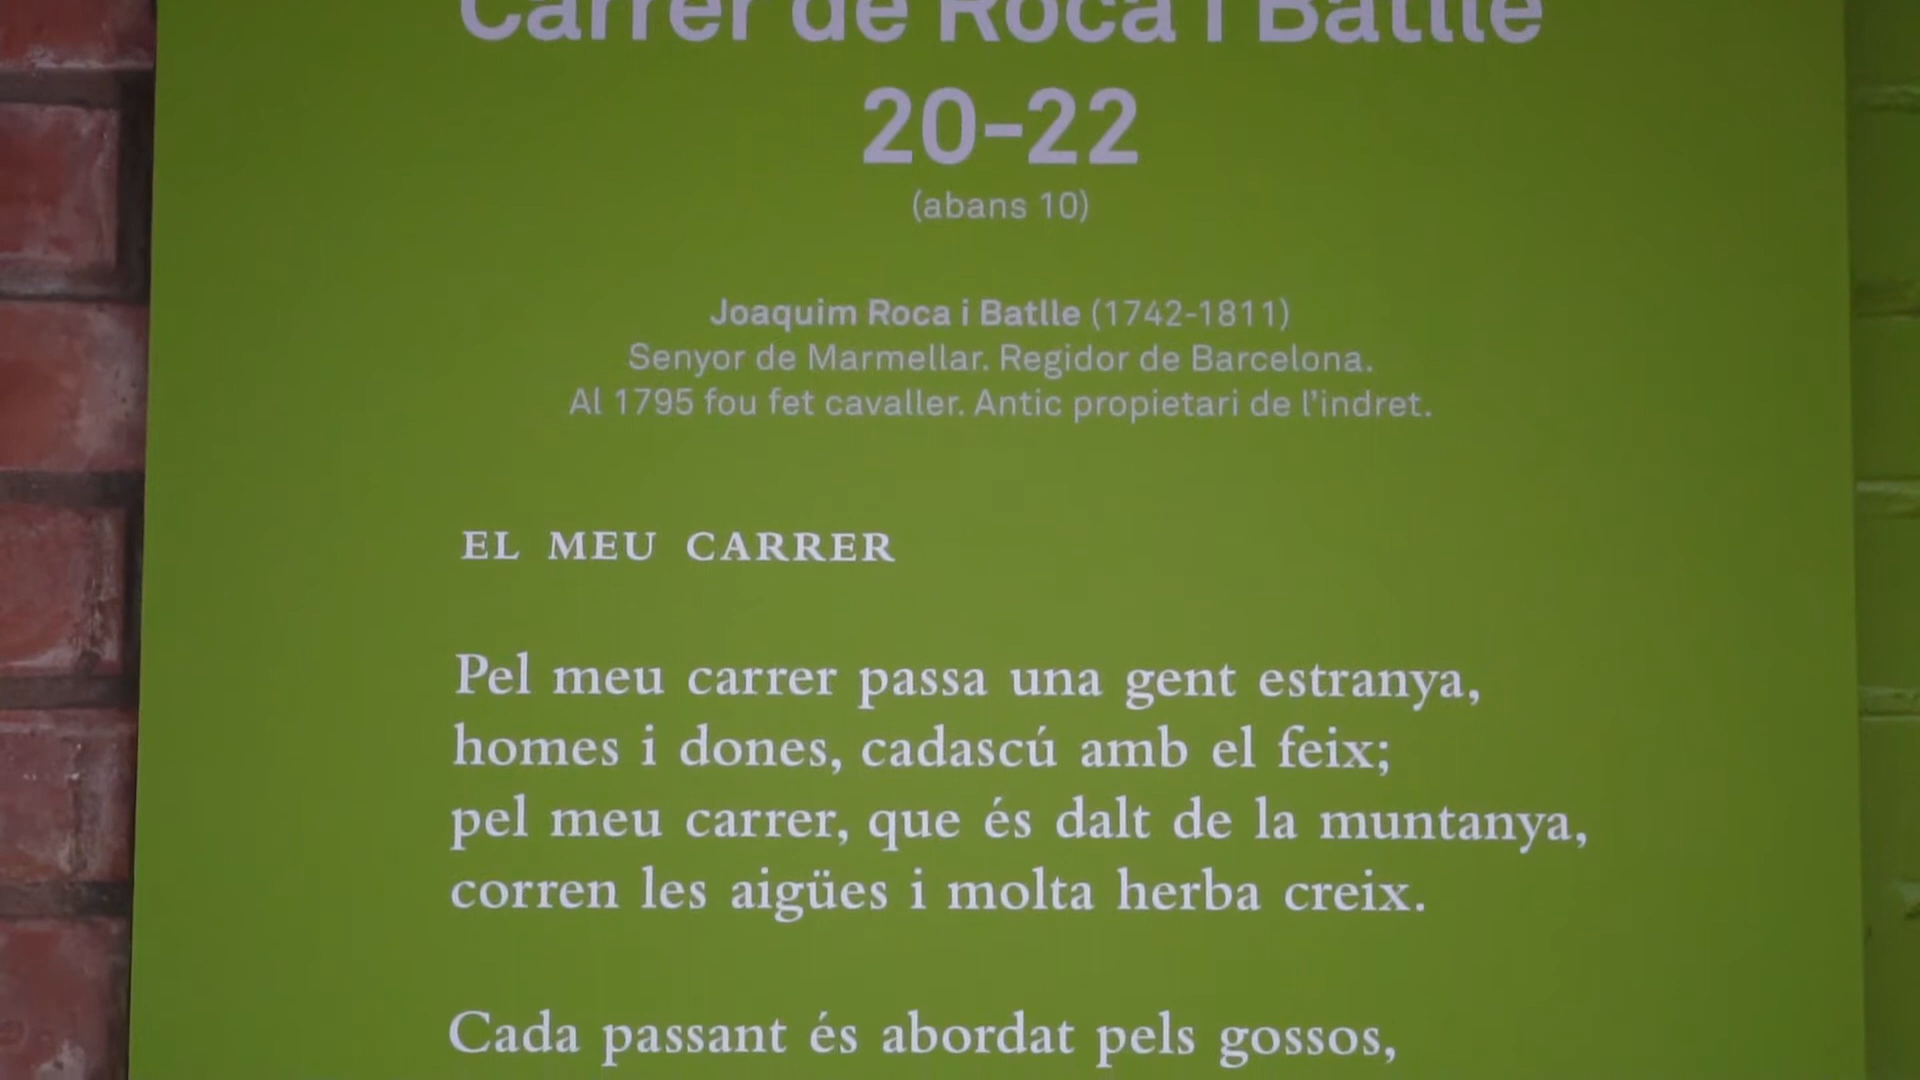 Carrer de Roca i Batlle
20-22
(abans 10)
Joaquim Roca i Batlle (1742-1811)
Senyor de Marmellar. Regidor de Barcelona.
Al 1795 fou fet cavaller. Antic propietari de l'indret.
EL MEU CARRER
Pel meu carrer passa una gent estranya,
homes i dones, cadascú amb el feix;
pel meu carrer, que és dalt de la muntanya,
corren les aigües i molta herba creix.
Cada passant és abordat pels gossos,